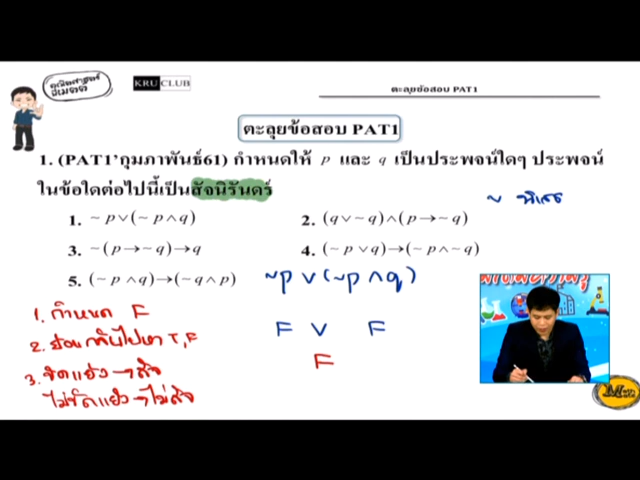 คณิตศาสตร์
KRU CLUB
ตะลุยข้อสอบ PAT1
ตะลุยข้อสอบ PAT1
1. (PAT1’กุมภาพันธ์61) กำหนดให้ p และ q เป็นประพจน์ใดๆ ประพจน์
ในข้อใดต่อไปนี้เป็นสัจนิรันดร์
~ นิเสธ
1. ~p∨(~p∧q)
2. (q∨~q)∧(p→~q)
3. ~(p→~q)→q
4. (~p∨q)→(~p∧~q)
5. (~p∧q)→(~q∧p)
~p ∨ (~p ∧ q)
F ∨ F
F
1. กำหนด F
2. ย้อนกลับไปหา T, F
3. ขัดแย้ง → สัจ
ไม่ขัดแย้ง → ไม่สัจ